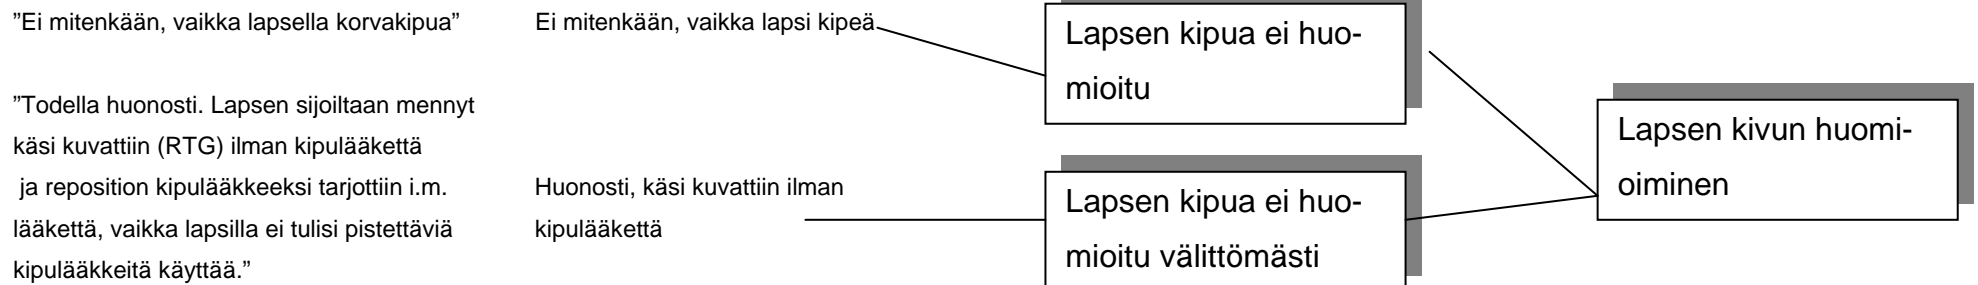 ”Ei mitenkään, vaikka lapsella korvakipua”
Ei mitenkään, vaikka lapsi kipeä
Lapsen kipua ei huo-
mioitu
”Todella huonosti. Lapsen sijoiltaan mennyt
käsi kuvattiin (RTG) ilman kipulääkettä
ja reposition kipulääkkeeksi tarjottiin i.m.
lääkettä, vaikka lapsilla ei tulisi pistettäviä
kipulääkkeitä käyttää.”
Huonosti, käsi kuvattiin ilman
kipulääkettä
Lapsen kipua ei huo-
mioitu välittömästi
Lapsen kivun huomi-
oiminen